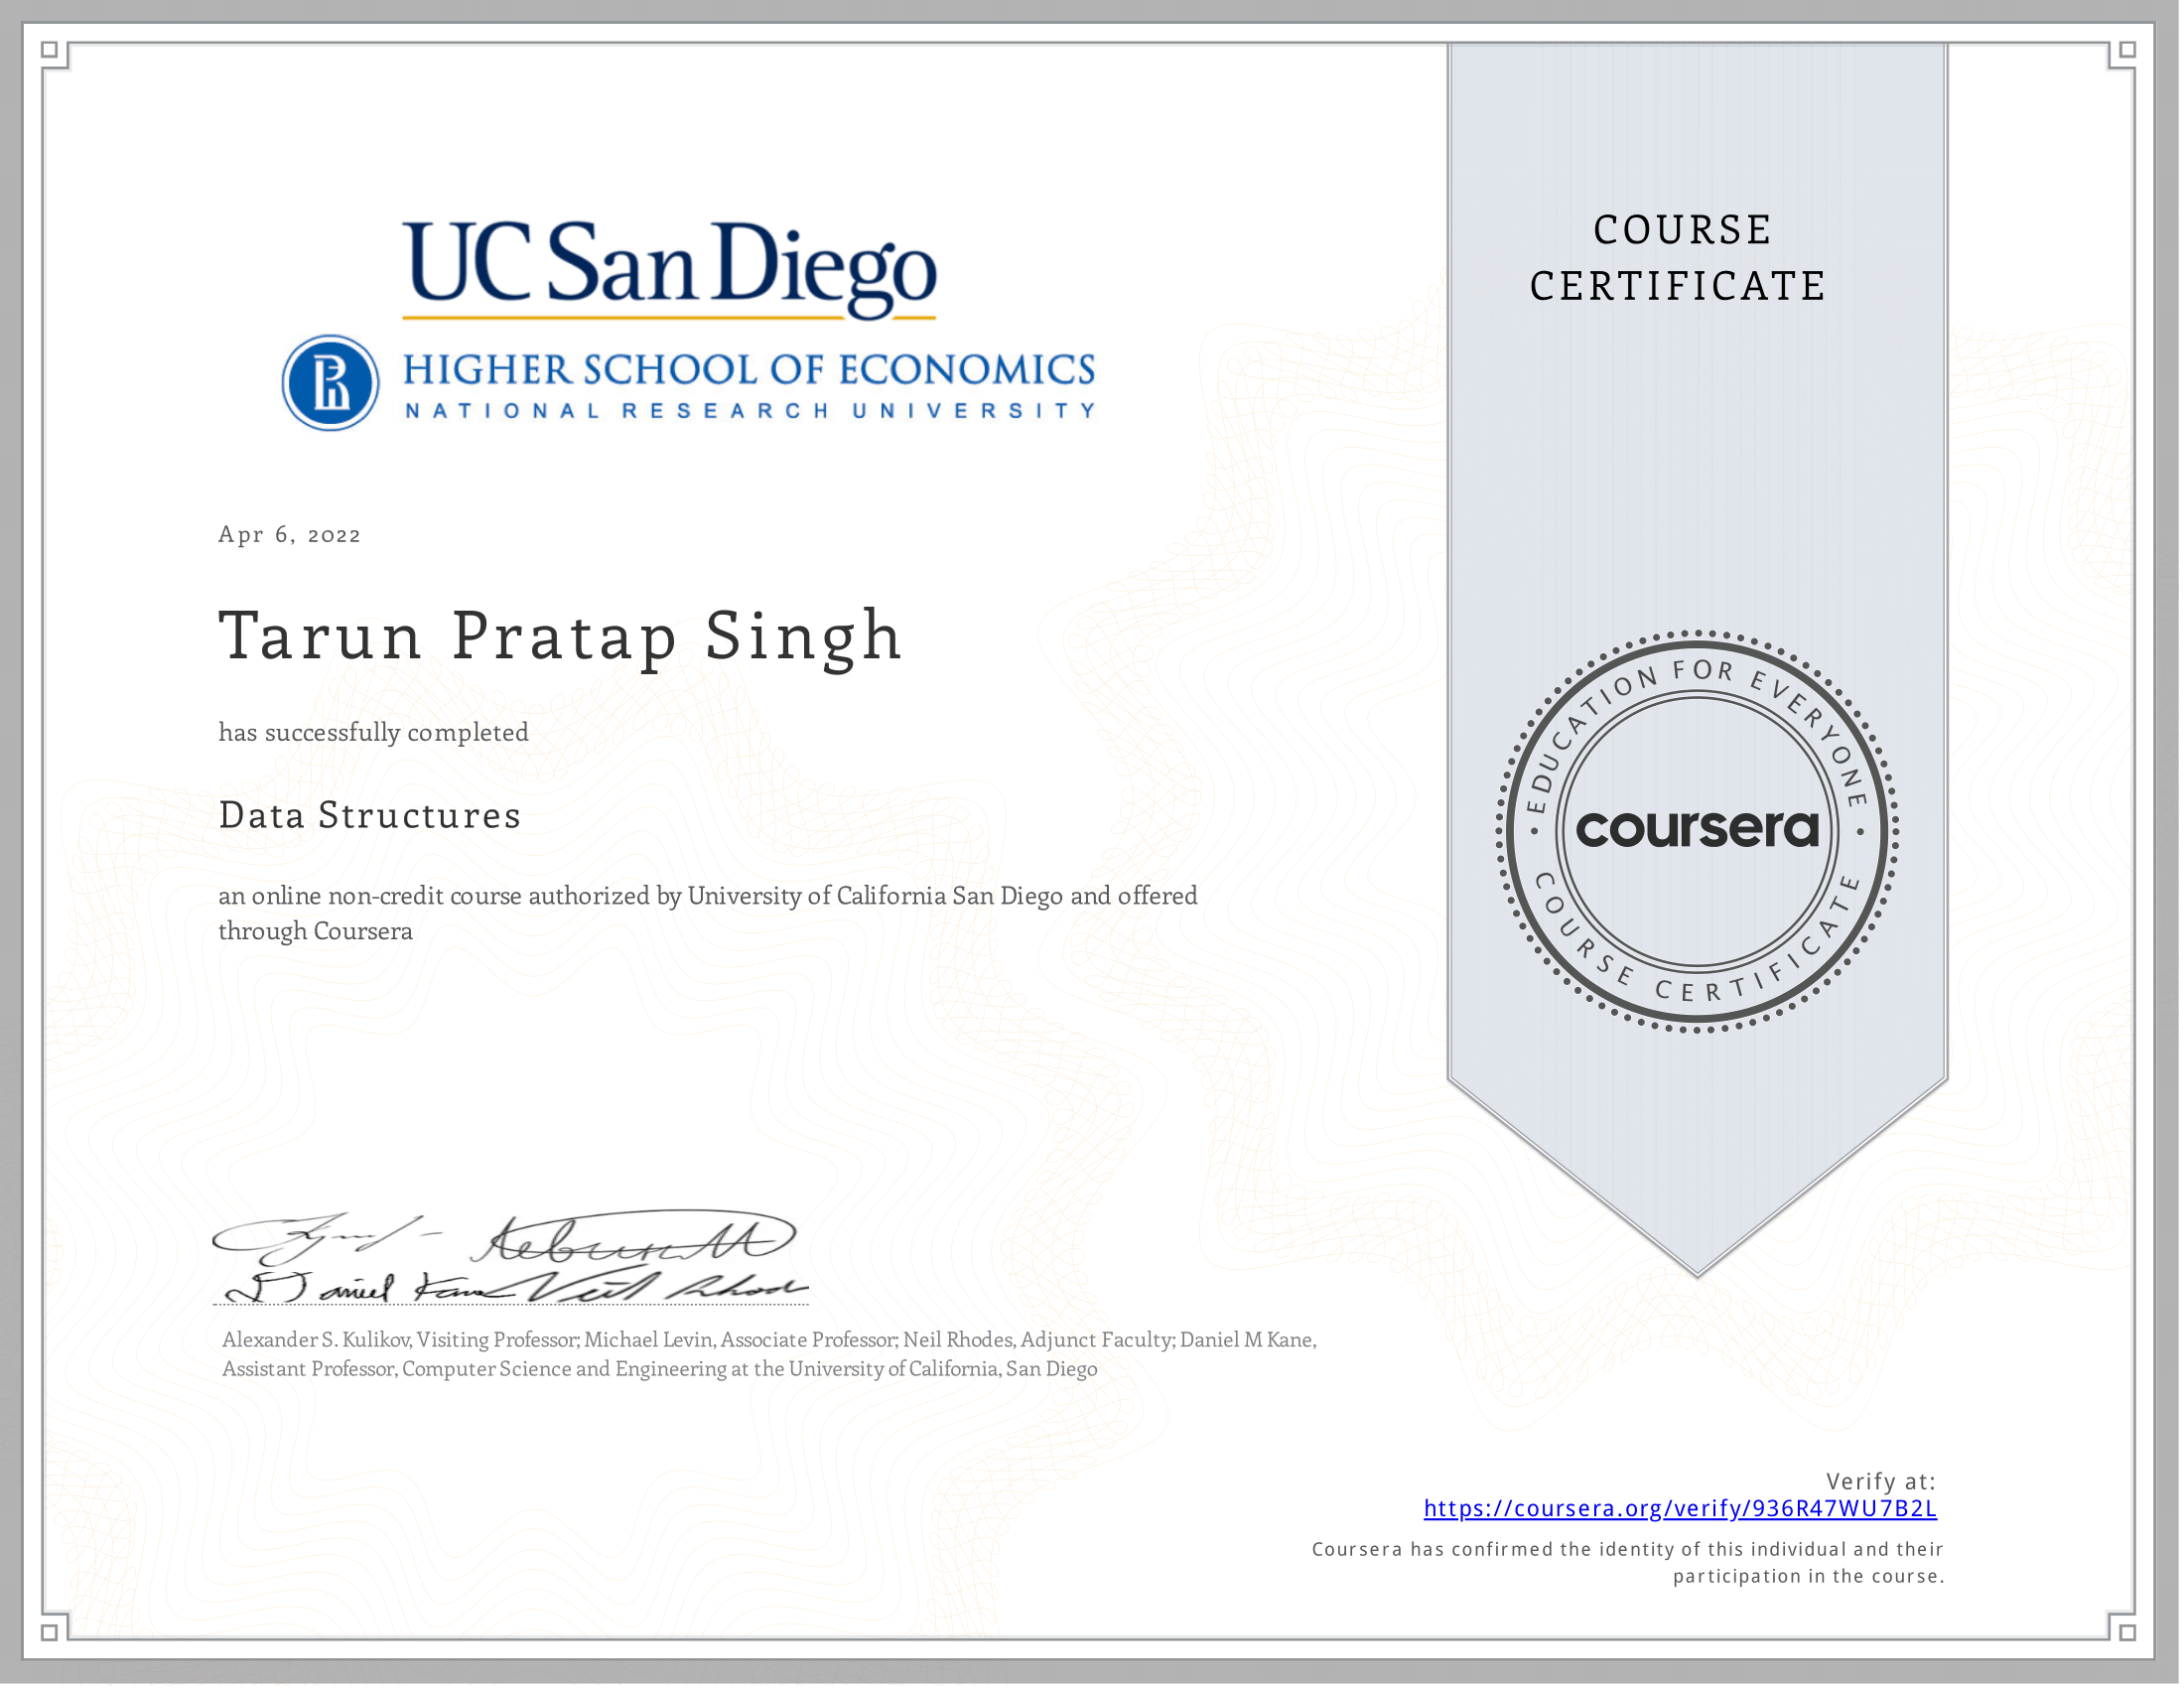 UC San Diego
HIGHER SCHOOL OF ECONOMICS
NATIONAL RESEARCH UNIVERSITY
COURSE
CERTIFICATE
Apr 6, 2022
Tarun Pratap Singh
has successfully completed
Data Structures
an online non-credit course authorized by University of California San Diego and offered
through Coursera
EDUCATION FOR EVERYONE
coursera
COURSE CERTIFICATE
Daniel Kane Neil Rhodes
Alexander S. Kulikov, Visiting Professor; Michael Levin, Associate Professor; Neil Rhodes, Adjunct Faculty; Daniel M Kane,
Assistant Professor, Computer Science and Engineering at the University of California, San Diego
Verify at:
https://coursera.org/verify/936R47WU7B2L
Coursera has confirmed the identity of this individual and their
participation in the course.